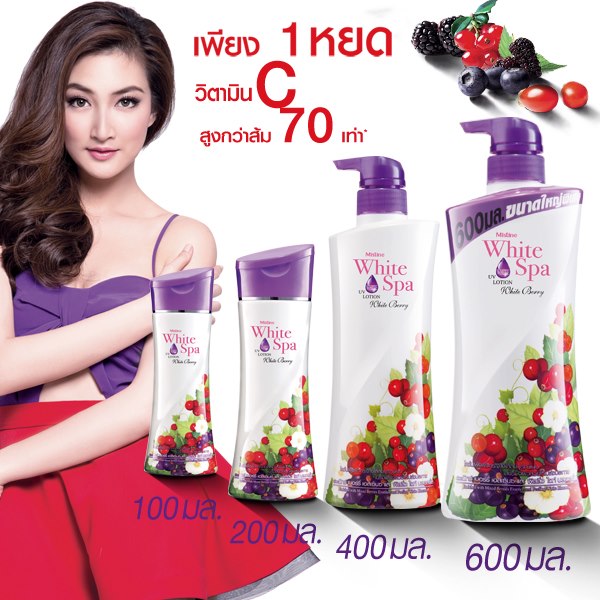 เพียง 1 หยด
วิตามิน C
สูงกว่าส้ม 70 เท่า*
Mistine
White Spa
UV LOTION
White Berry
100 มล.
Mistine
White Spa
UV LOTION
White Berry
200 มล.
Mistine
White Spa
UV LOTION
White Berry
400 มล.
600 มล. ขนาดใหญ่พิเศษ
Mistine
White Spa
UV LOTION
White Berry
600 มล.